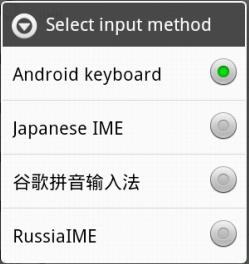 Select input method
Android keyboard
Japanese IME
谷歌拼音输入法
RussiaIME